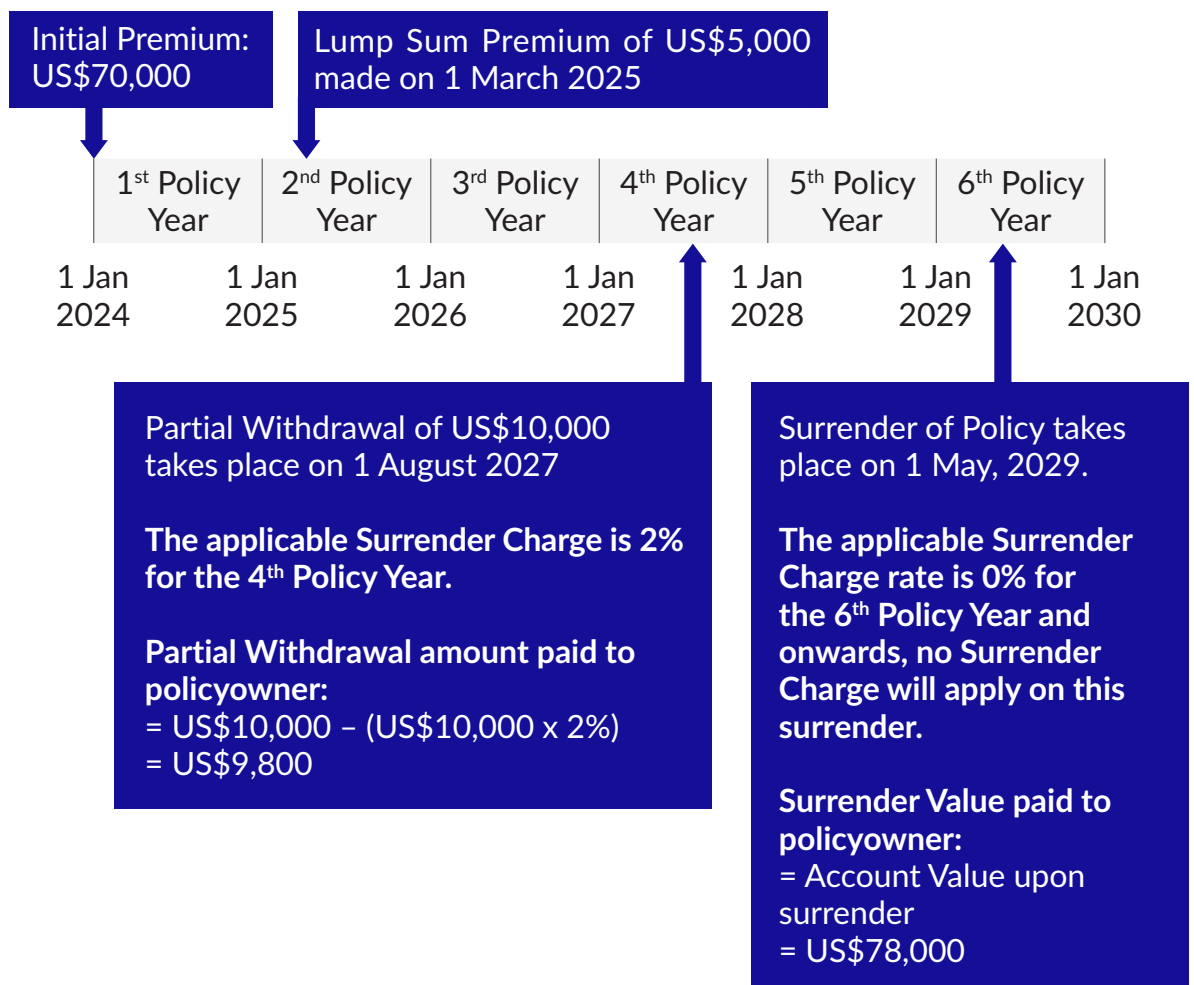 Initial Premium:
US$70,000
Lump Sum Premium of US$5,000
made on 1 March 2025
1st Policy
Year
2nd Policy
Year
3rd Policy
Year
4th Policy
Year
5th Policy
Year
6th Policy
Year
1 Jan
2024
1 Jan
2025
1 Jan
2026
1 Jan
2027
1 Jan
2028
1 Jan
2029
1 Jan
2030
Partial Withdrawal of US$10,000
takes place on 1 August 2027
The applicable Surrender Charge is 2%
for the 4th Policy Year.
Partial Withdrawal amount paid to
policyowner:
= US$10,000 – (US$10,000 x 2%)
= US$9,800
Surrender of Policy takes
place on 1 May, 2029.
The applicable Surrender
Charge rate is 0% for
the 6th Policy Year and
onwards, no Surrender
Charge will apply on this
surrender.
Surrender Value paid to
policyowner:
= Account Value upon
surrender
= US$78,000